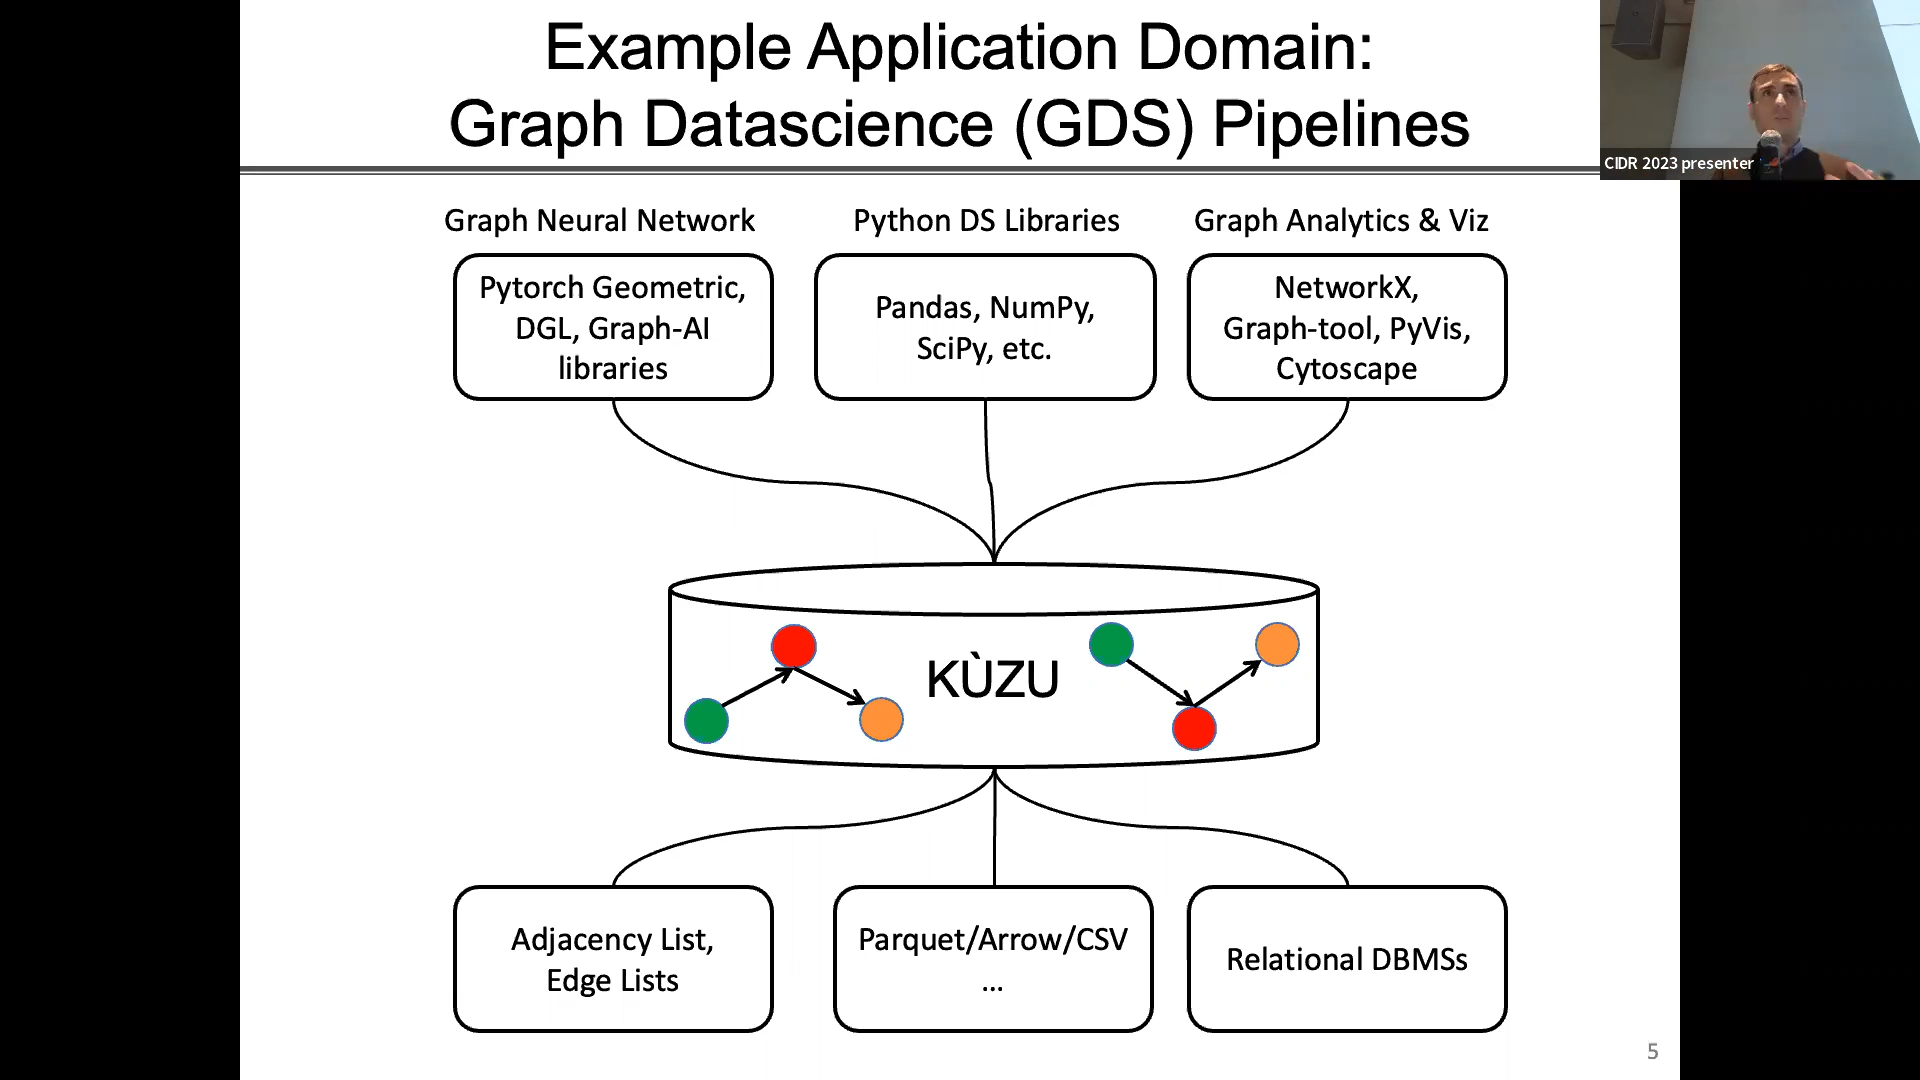 Example Application Domain:
Graph Datascience (GDS) Pipelines
CIDR 2023 presenter
Graph Neural Network
Python DS Libraries
Graph Analytics & Viz
Pytorch Geometric,
DGL, Graph-AI
libraries
Pandas, NumPy,
SciPy, etc.
NetworkX,
Graph-tool, PyVis,
Cytoscape
KÙZU
Adjacency List,
Edge Lists
Parquet/Arrow/CSV
...
Relational DBMSs
5